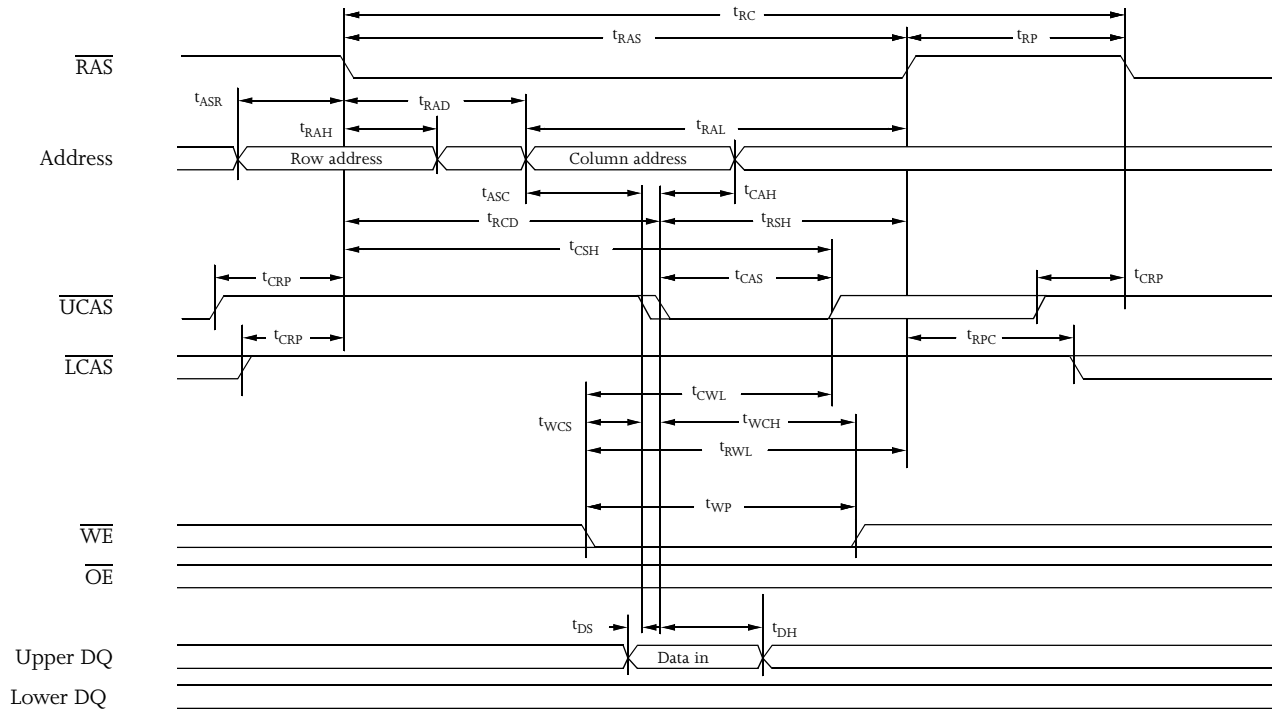 tRC
tRAS tRP
RAS
tASR tRAD
tRAH tRAL
Address Row address Column address
tASC tCAH
tRCD tRSH
tCSH
tCRP tCAS tCRP
UCAS
tCRP tRPC
LCAS
tCWL
tWCS tWCH
tRWL
tWP
WE
OE
tDS tDH
Upper DQ Data in
Lower DQ